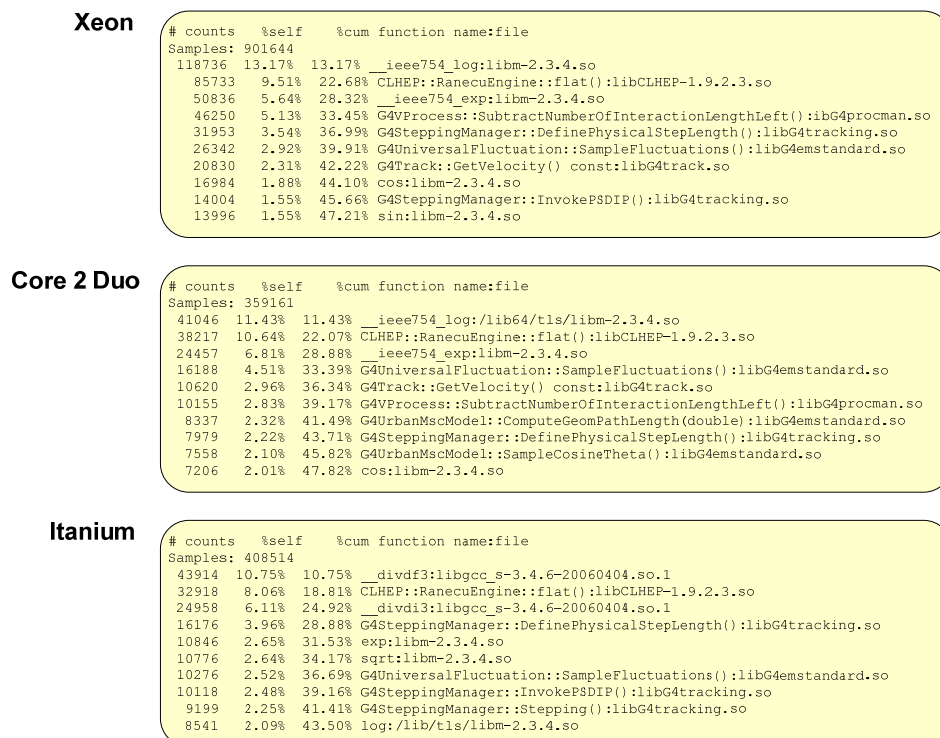 Xeon
# counts %self %cum function name:file
Samples: 901644
118736 13.17% 13.17% __ieee754_log:libm-2.3.4.so
85733 9.51% 22.68% CLHEP::RanecuEngine::flat():libCLHEP-1.9.2.3.so
50836 5.64% 28.32% __ieee754_exp:libm-2.3.4.so
46250 5.13% 33.45% G4VProcess::SubtractNumberOfInteractionLengthLeft():ibG4procman.so
31953 3.54% 36.99% G4SteppingManager::DefinePhysicalStepLength():libG4tracking.so
26342 2.92% 39.91% G4UniversalFluctuation::SampleFluctuations():libG4emstandard.so
20830 2.31% 42.22% G4Track::GetVelocity() const:libG4track.so
16984 1.88% 44.10% cos:libm-2.3.4.so
14004 1.55% 45.66% G4SteppingManager::InvokePSDIP():libG4tracking.so
13996 1.55% 47.21% sin:libm-2.3.4.so
Core 2 Duo
# counts %self %cum function name:file
Samples: 359161
41046 11.43% 11.43% __ieee754_log:/lib64/tls/libm-2.3.4.so
38217 10.64% 22.07% CLHEP::RanecuEngine::flat():libCLHEP-1.9.2.3.so
24457 6.81% 28.88% __ieee754_exp:libm-2.3.4.so
16188 4.51% 33.39% G4UniversalFluctuation::SampleFluctuations():libG4emstandard.so
10620 2.96% 36.34% G4Track::GetVelocity() const:libG4track.so
10155 2.83% 39.17% G4VProcess::SubtractNumberOfInteractionLengthLeft():libG4procman.so
8337 2.32% 41.49% G4UrbanMscModel::ComputeGeomPathLength(double):libG4emstandard.so
7979 2.22% 43.71% G4SteppingManager::DefinePhysicalStepLength():libG4tracking.so
7558 2.10% 45.82% G4UrbanMscModel::SampleCosineTheta():libG4emstandard.so
7206 2.01% 47.82% cos:libm-2.3.4.so
Itanium
# counts %self %cum function name:file
Samples: 408514
43914 10.75% 10.75% __divdf3:libgcc_s-3.4.6-20060404.so.1
32918 8.06% 18.81% CLHEP::RanecuEngine::flat():libCLHEP-1.9.2.3.so
24958 6.11% 24.92% __divdi3:libgcc_s-3.4.6-20060404.so.1
16176 3.96% 28.88% G4SteppingManager::DefinePhysicalStepLength():libG4tracking.so
10846 2.65% 31.53% exp:libm-2.3.4.so
10776 2.64% 34.17% sqrt:libm-2.3.4.so
10276 2.52% 36.69% G4UniversalFluctuation::SampleFluctuations():libG4emstandard.so
10118 2.48% 39.16% G4SteppingManager::InvokePSDIP():libG4tracking.so
9199 2.25% 41.41% G4SteppingManager::Stepping():libG4tracking.so
8541 2.09% 43.50% log:/lib/tls/libm-2.3.4.so